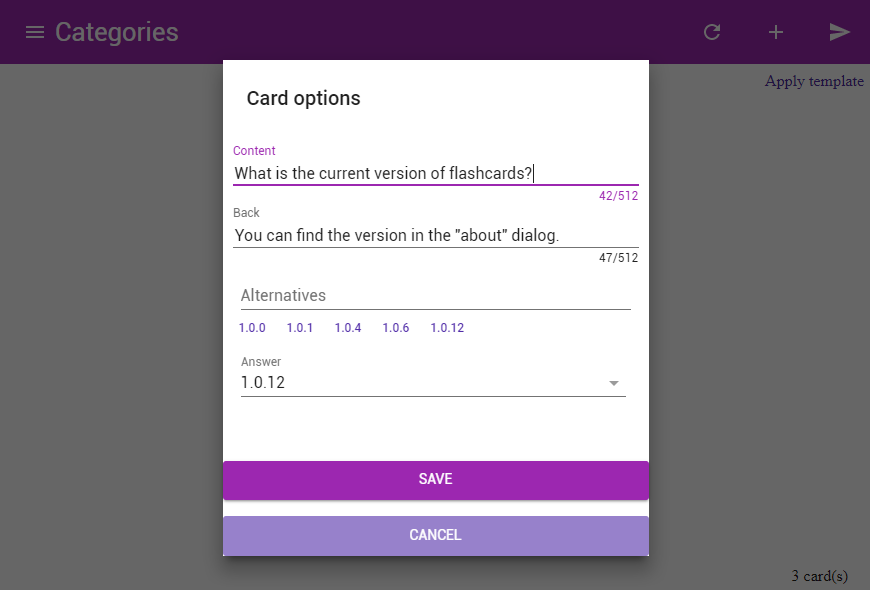 Categories
Apply template
Card options
Content
What is the current version of flashcards?
42/512
Back
You can find the version in the "about" dialog.
47/512
Alternatives
1.0.0 1.0.1 1.0.4 1.0.6 1.0.12
Answer
1.0.12
SAVE
CANCEL
3 card(s)